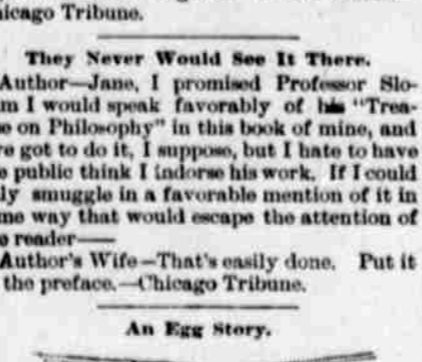 icago Tribune.
They Never Would See It There.
Author—Jane, I promised Professor Slo-
m I would speak favorably of his "Trea-
e on Philosophy" in this book of mine, and
e got to do it, I suppose, but I hate to have
e public think I indorse his work. If I could
ly smuggle in a favorable mention of it in
me way that would escape the attention of
e reader——
Author's Wife—That's easily done. Put it
the preface.—Chicago Tribune.
An Egg Story.